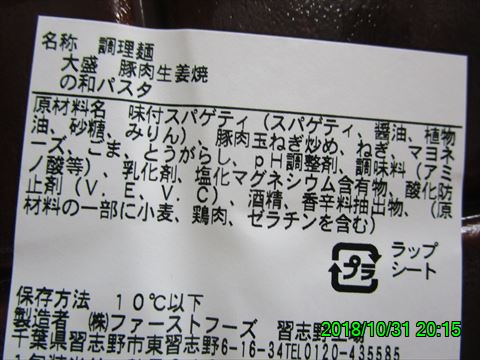 名称 調理麺
大盛 豚肉生姜焼
の和パスタ
原材料名 味付スパゲティ(スパゲティ、醤油、植物
油、砂糖、みりん)、豚肉玉ねぎ炒め、ねぎ、マヨネ
ーズ、ごま、とうがらし、pH調整剤、調味料(アミ
ノ酸等)、乳化剤、塩化マグネシウム含有物、酸化防
止剤(V.E、V.C)、酒精、香辛料抽出物、(原
材料の一部に小麦、鶏肉、ゼラチンを含む)
プラ
ラップ
シート
保存方法 10℃以下
製造者 (株)ファーストフーズ 習志野工場
千葉県習志野市東習志野6-16-34TEL0120-435585
2018/10/31 20:15